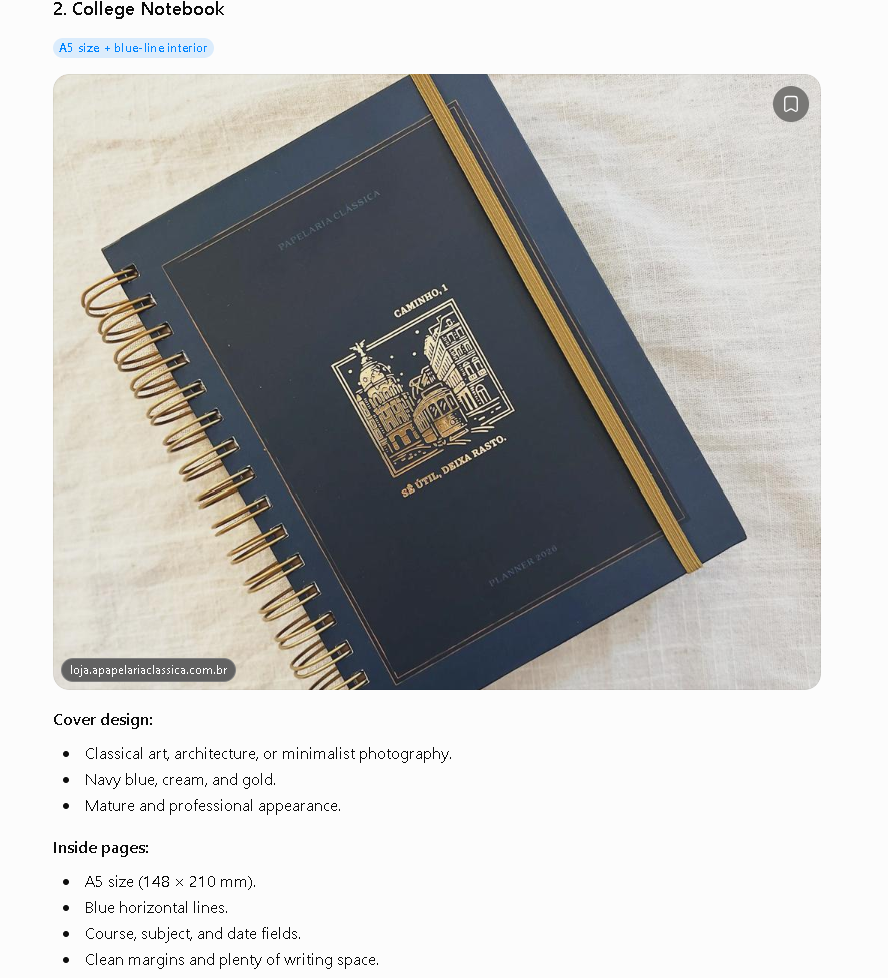 2. College Notebook
A5 size + blue-line interior
PAPELARIA CLÁSSICA
CAMINHO, 1
SÊ ÚTIL, DEIXA RASTO.
PLANNER 2026
loja.apapelariaclassica.com.br
Cover design:
Classical art, architecture, or minimalist photography.
Navy blue, cream, and gold.
Mature and professional appearance.
Inside pages:
A5 size (148 × 210 mm).
Blue horizontal lines.
Course, subject, and date fields.
Clean margins and plenty of writing space.